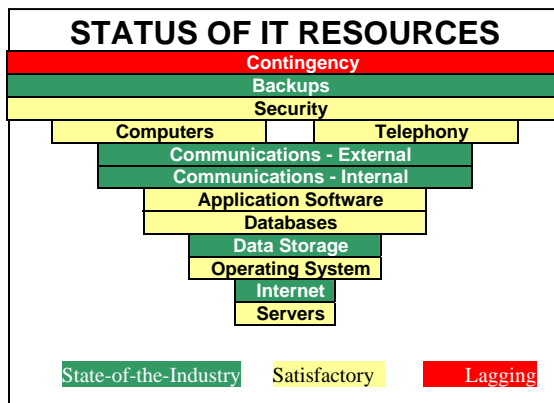 STATUS OF IT RESOURCES
Contingency
Backups
Security
Computers Telephony
Communications - External
Communications - Internal
Application Software
Databases
Data Storage
Operating System
Internet
Servers
State-of-the-Industry Satisfactory Lagging